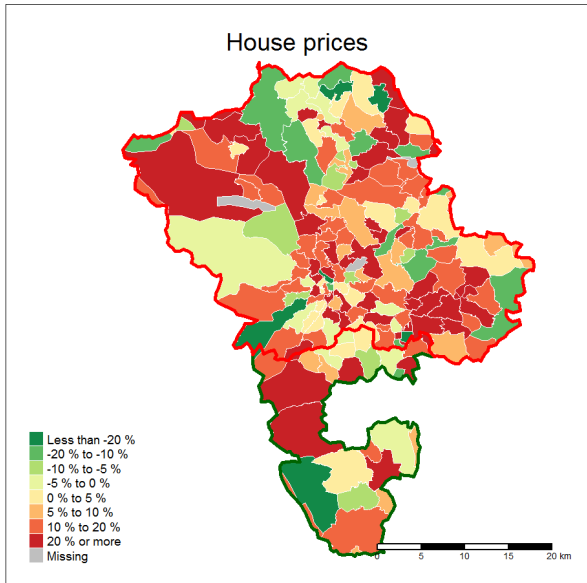 House prices
Less than -20 %
-20 % to -10 %
-10 % to -5 %
-5 % to 0 %
0 % to 5 %
5 % to 10 %
10 % to 20 %
20 % or more
Missing
0 5 10 15 20 km